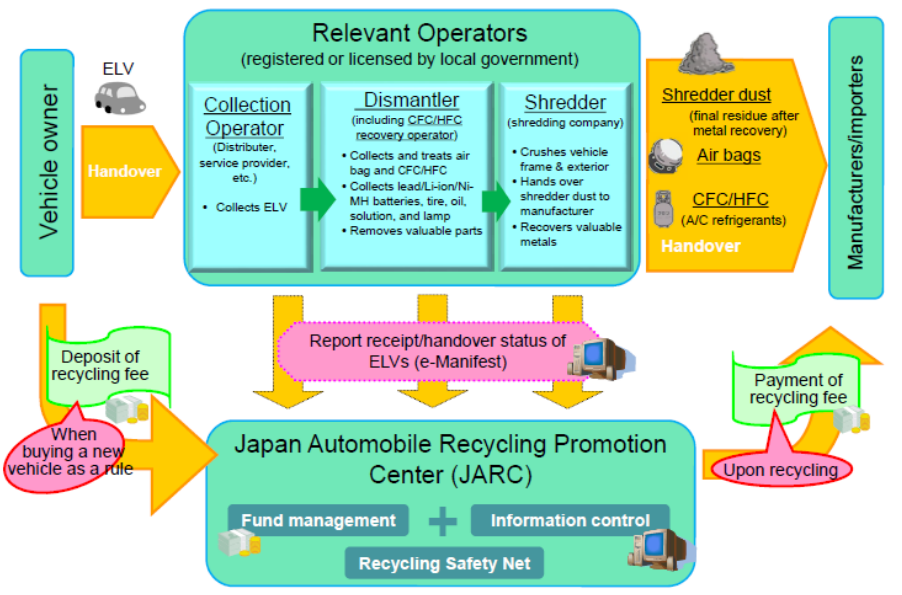 Relevant Operators
(registered or licensed by local government)
Vehicle owner
ELV
Handover
Collection
Operator
(Distributer,
service provider,
etc.)
• Collects ELV
Dismantler
(including CFC/HFC
recovery operator)
• Collects and treats air
bag and CFC/HFC
• Collects lead/Li-ion/Ni-
MH batteries, tire, oil,
solution, and lamp
• Removes valuable parts
Shredder
(shredding company)
• Crushes vehicle
frame & exterior
• Hands over
shredder dust to
manufacturer
• Recovers valuable
metals
Shredder dust
(final residue after
metal recovery)
Air bags
CFC/HFC
(A/C refrigerants)
Handover
Manufacturers/importers
Report receipt/handover status of
ELVs (e-Manifest)
Deposit of
recycling fee
When
buying a new
vehicle as a rule
Payment of
recycling fee
Upon recycling
Japan Automobile Recycling Promotion
Center (JARC)
Fund management
+
Information control
Recycling Safety Net